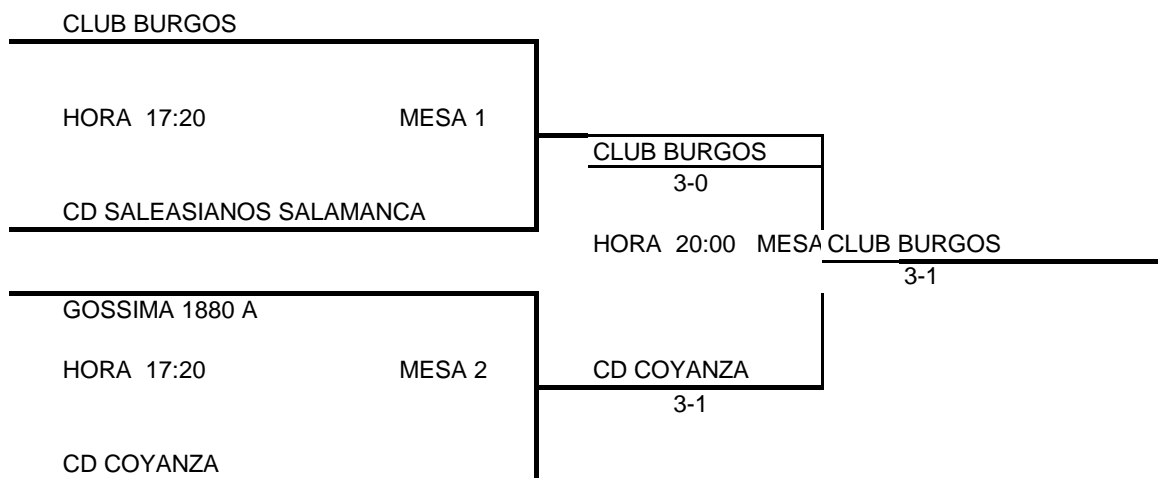 CLUB BURGOS
HORA 17:20 MESA 1
CLUB BURGOS
3-0
CD SALEASIANOS SALAMANCA
HORA 20:00 MESA CLUB BURGOS
3-1
GOSSIMA 1880 A
HORA 17:20 MESA 2
CD COYANZA
3-1
CD COYANZA